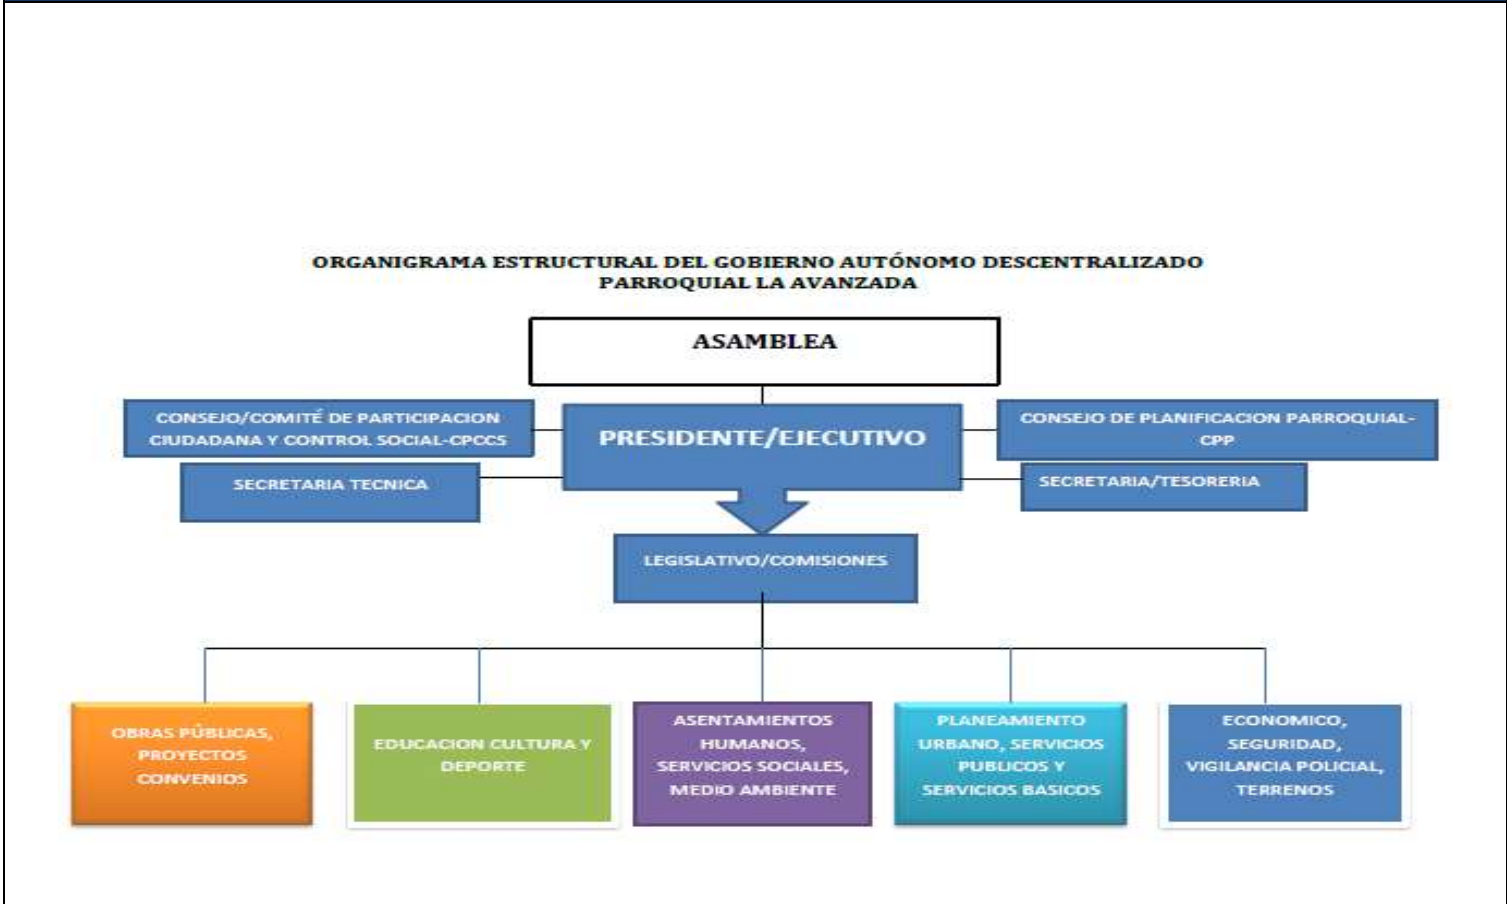 ORGANIGRAMA ESTRUCTURAL DEL GOBIERNO AUTÓNOMO DESCENTRALIZADO
PARROQUIAL LA AVANZADA
ASAMBLEA
CONSEJO/COMITÉ DE PARTICIPACION
CIUDADANA Y CONTROL SOCIAL-CPCCS
PRESIDENTE/EJECUTIVO
CONSEJO DE PLANIFICACION PARROQUIAL-
CPP
SECRETARIA TECNICA
SECRETARIA/TESORERIA
LEGISLATIVO/COMISIONES
OBRAS PÚBLICAS,
PROYECTOS
CONVENIOS
EDUCACION CULTURA Y
DEPORTE
ASENTAMIENTOS
HUMANOS,
SERVICIOS SOCIALES,
MEDIO AMBIENTE
PLANEAMIENTO
URBANO, SERVICIOS
PUBLICOS Y
SERVICIOS BASICOS
ECONOMICO,
SEGURIDAD,
VIGILANCIA POLICIAL,
TERRENOS